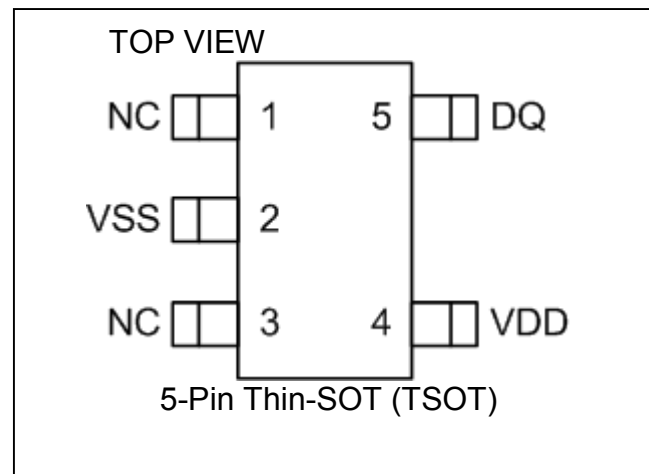 TOP VIEW
NC 1 5 DQ
VSS 2
NC 3 4 VDD
5-Pin Thin-SOT (TSOT)